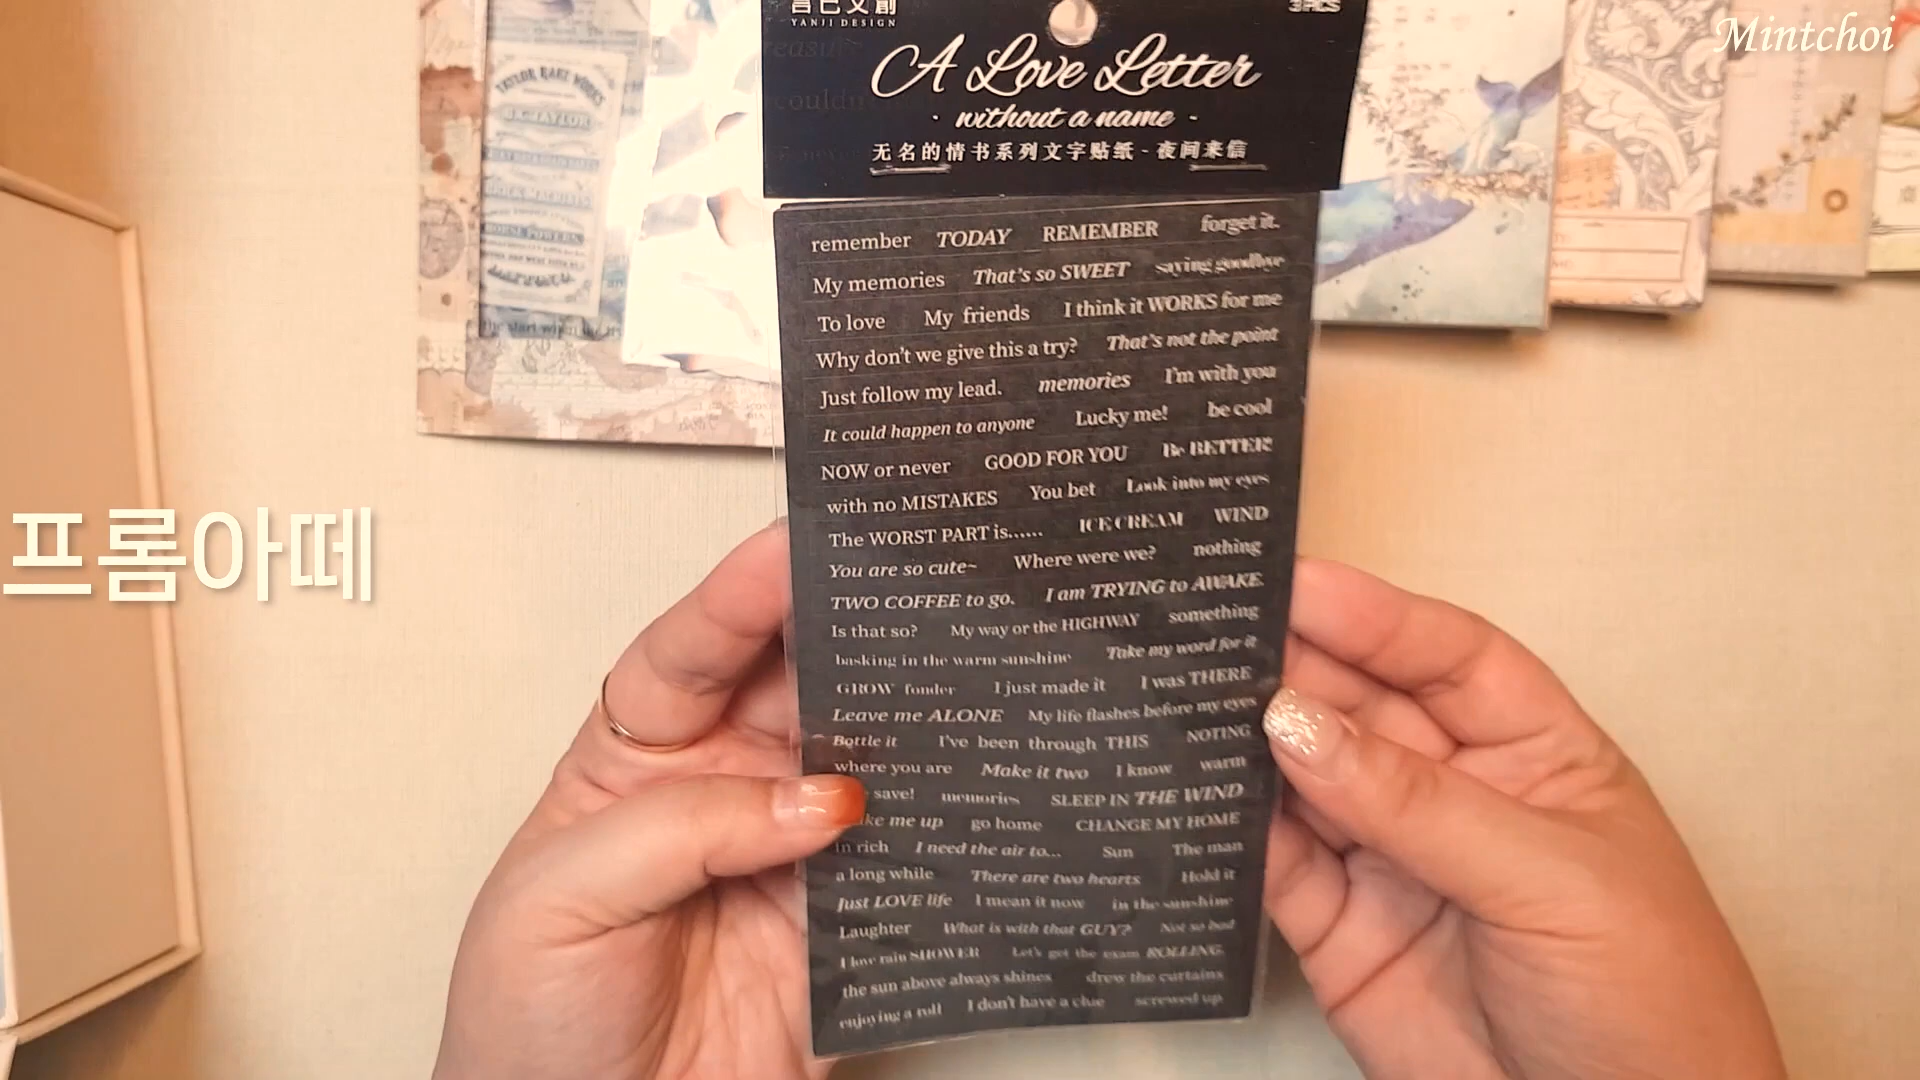 Mintchoi
YANJI DESIGN
3 PCS
A Love Letter
· without a name -
无名的情书系列文字贴纸-夜间来信
remember TODAY REMEMBER forget it.
My memories That's so SWEET saying goodbye
To love My friends I think it WORKS for me
Why don't we give this a try? That's not the point
Just follow my lead. memories I'm with you
It could happen to anyone Lucky me! be cool
NOW or never GOOD FOR YOU Be BETTER!
with no MISTAKES You bet Look into my eyes
The WORST PART is...... ICE CREAM WIND
You are so cute~ Where were we? nothing
TWO COFFEE to go. I am TRYING to AWAKE.
Is that so? My way or the HIGHWAY something
basking in the warm sunshine Take my word for it
GROW fonder I just made it I was THERE
Leave me ALONE My life flashes before my eyes
Bottle it I've been through THIS NOTING
where you are Make it two I know warm
save! memories SLEEP IN THE WIND
me up go home CHANGE MY HOME
in rich I need the air to... Sun The man
a long while There are two hearts Hold it
Just LOVE life I mean it now in the sunshine
Laughter What is with that GUY? Not so bad
I love rain SHOWER Let's get the exam ROLLING.
the sun above always shines drew the curtains
enjoying a roll I don't have a clue screwed up
프롬아떼
TAYLOR RAKE WORKS